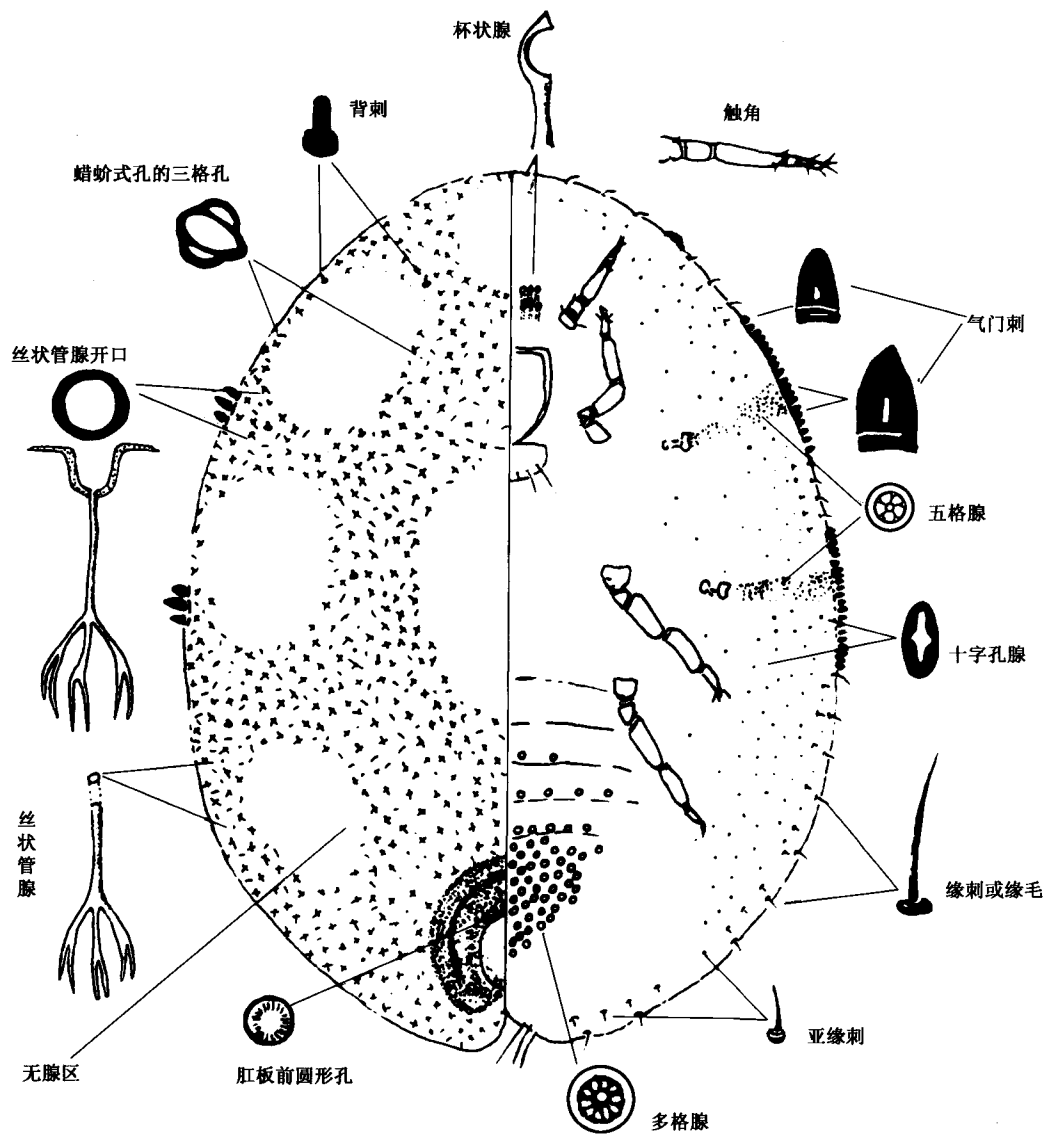 杯状腺
背刺
触角
蜡蚧式孔的三格孔
气门刺
丝状管腺开口
五格腺
十字孔腺
丝状管腺
缘刺或缘毛
亚缘刺
无腺区
肛板前圆形孔
多格腺